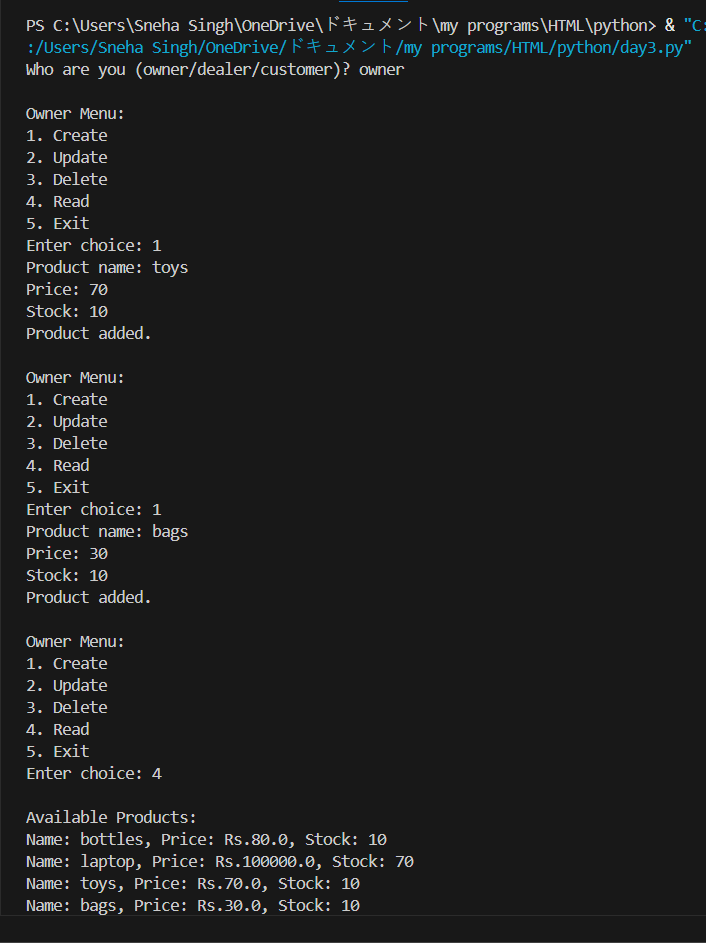 PS C:\Users\Sneha Singh\OneDrive\ドキュメント\my programs\HTML\python> & "C:
:/Users/Sneha Singh/OneDrive/ドキュメント/my programs/HTML/python/day3.py"
Who are you (owner/dealer/customer)? owner

Owner Menu:
1. Create
2. Update
3. Delete
4. Read
5. Exit
Enter choice: 1
Product name: toys
Price: 70
Stock: 10
Product added.

Owner Menu:
1. Create
2. Update
3. Delete
4. Read
5. Exit
Enter choice: 1
Product name: bags
Price: 30
Stock: 10
Product added.

Owner Menu:
1. Create
2. Update
3. Delete
4. Read
5. Exit
Enter choice: 4

Available Products:
Name: bottles, Price: Rs.80.0, Stock: 10
Name: laptop, Price: Rs.100000.0, Stock: 70
Name: toys, Price: Rs.70.0, Stock: 10
Name: bags, Price: Rs.30.0, Stock: 10